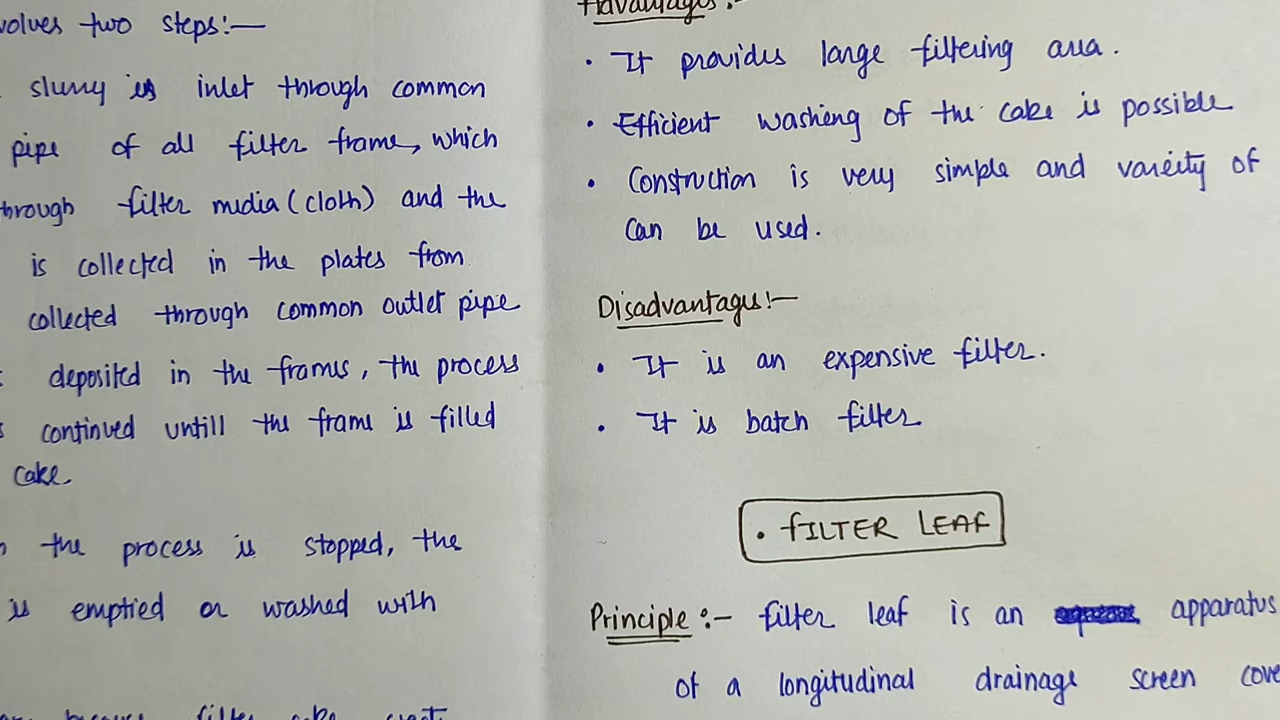 volves two steps:—
slurry is inlet through common
pipe of all filter frame, which
through filter media (cloth) and the
is collected in the plates from
collected through common outlet pipe
deposited in the frames, the process
continued untill the frame is filled
cake.
the process is stopped, the
is emptied or washed with
filter cake
Advantages:-
• It provides large filtering area.
• Efficient washing of the cake is possible
• Construction is very simple and vareity of
can be used.
Disadvantages:—
• It is an expensive filter.
• It is batch filter
• FILTER LEAF
Principle:- filter leaf is an apparatus
of a longitudinal drainage screen cove